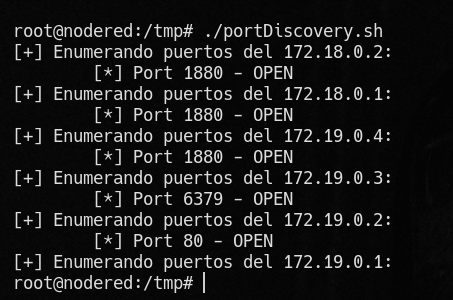 root@nodered:/tmp# ./portDiscovery.sh
[+] Enumerando puertos del 172.18.0.2:
[*] Port 1880 - OPEN
[+] Enumerando puertos del 172.18.0.1:
[*] Port 1880 - OPEN
[+] Enumerando puertos del 172.19.0.4:
[*] Port 1880 - OPEN
[+] Enumerando puertos del 172.19.0.3:
[*] Port 6379 - OPEN
[+] Enumerando puertos del 172.19.0.2:
[*] Port 80 - OPEN
[+] Enumerando puertos del 172.19.0.1:
root@nodered:/tmp#